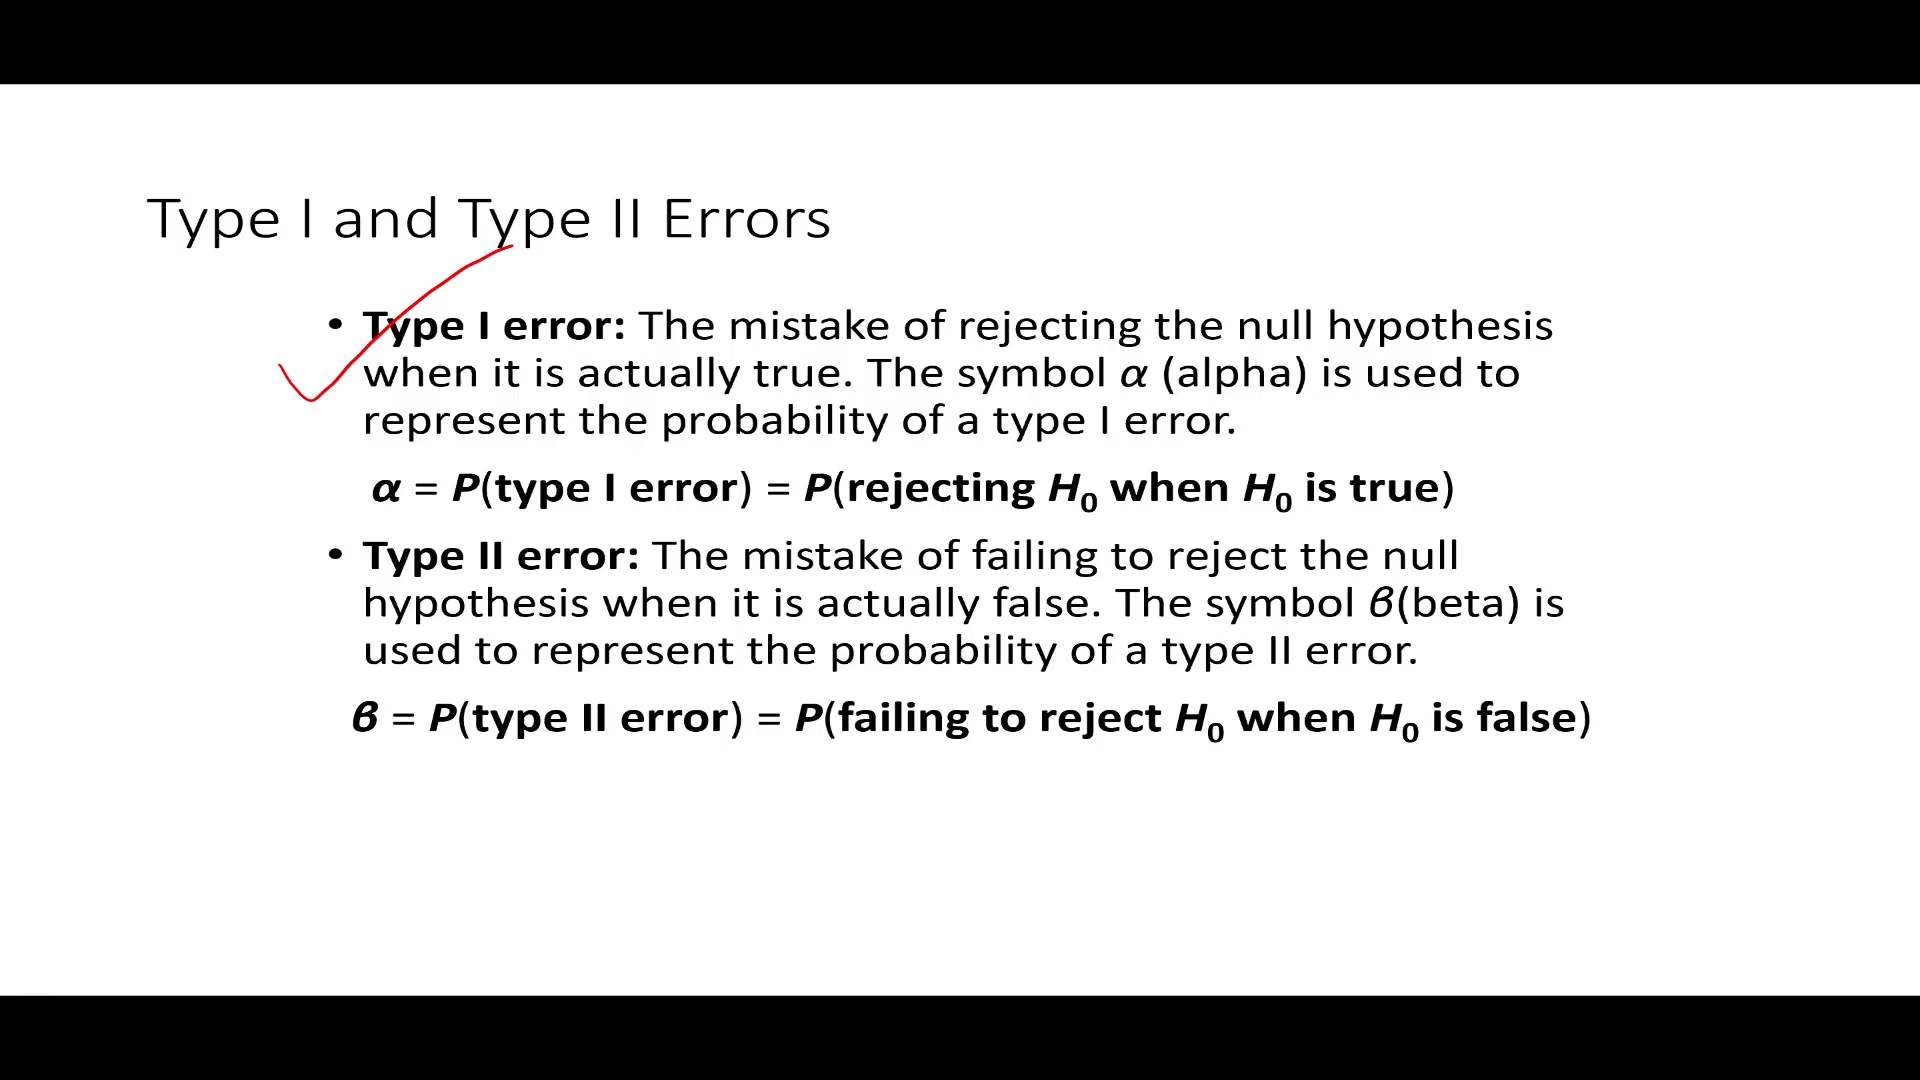 Type I and Type II Errors
• Type I error: The mistake of rejecting the null hypothesis
when it is actually true. The symbol α (alpha) is used to
represent the probability of a type I error.
α = P(type I error) = P(rejecting H₀ when H₀ is true)
• Type II error: The mistake of failing to reject the null
hypothesis when it is actually false. The symbol β(beta) is
used to represent the probability of a type II error.
β = P(type II error) = P(failing to reject H₀ when H₀ is false)